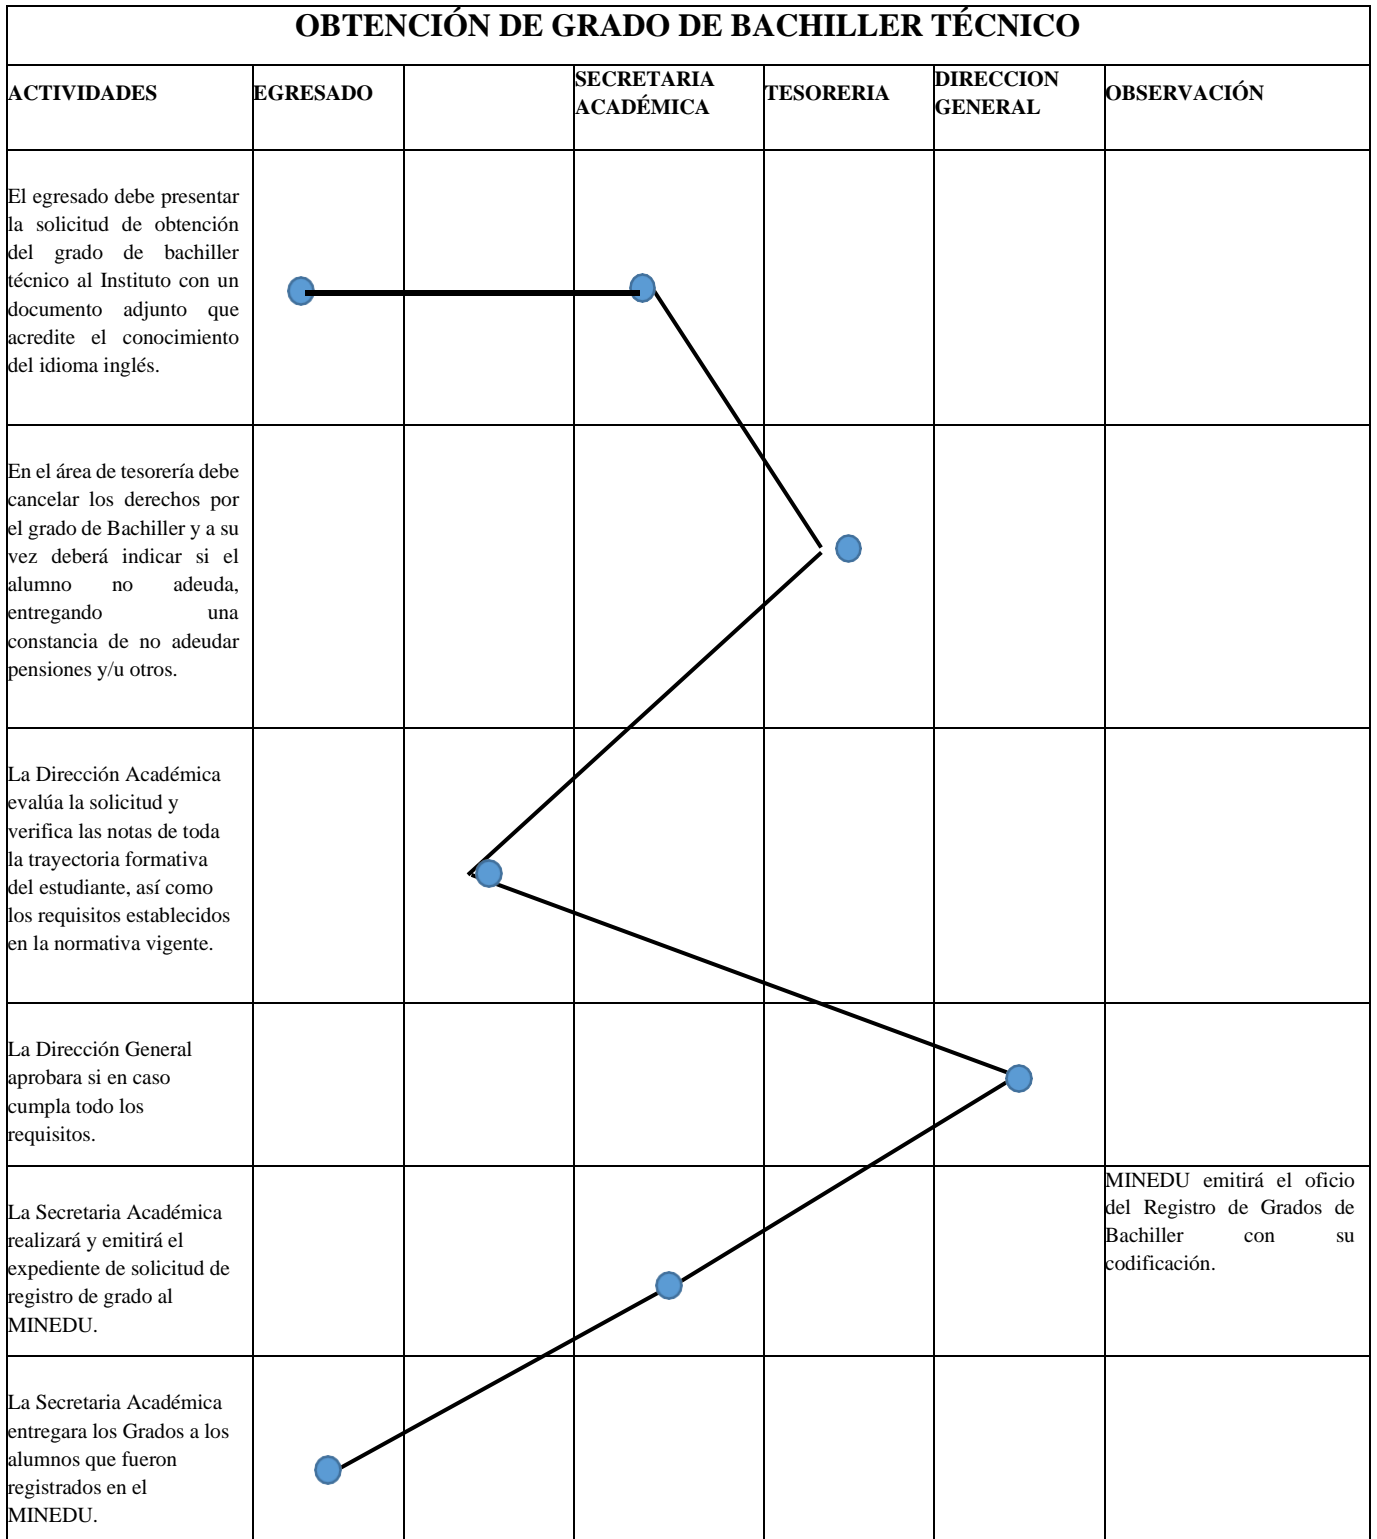 OBTENCIÓN DE GRADO DE BACHILLER TÉCNICO
ACTIVIDADES
EGRESADO
SECRETARIA
ACADÉMICA
TESORERIA
DIRECCION
GENERAL
OBSERVACIÓN
El egresado debe presentar
la solicitud de obtención
del grado de bachiller
técnico al Instituto con un
documento adjunto que
acredite el conocimiento
del idioma inglés.
En el área de tesorería debe
cancelar los derechos por
el grado de Bachiller y a su
vez deberá indicar si el
alumno no adeuda,
entregando una
constancia de no adeudar
pensiones y/u otros.
La Dirección Académica
evalúa la solicitud y
verifica las notas de toda
la trayectoria formativa
del estudiante, así como
los requisitos establecidos
en la normativa vigente.
La Dirección General
aprobara si en caso
cumpla todo los
requisitos.
La Secretaria Académica
realizará y emitirá el
expediente de solicitud de
registro de grado al
MINEDU.
MINEDU emitirá el oficio
del Registro de Grados de
Bachiller con su
codificación.
La Secretaria Académica
entregara los Grados a los
alumnos que fueron
registrados en el
MINEDU.